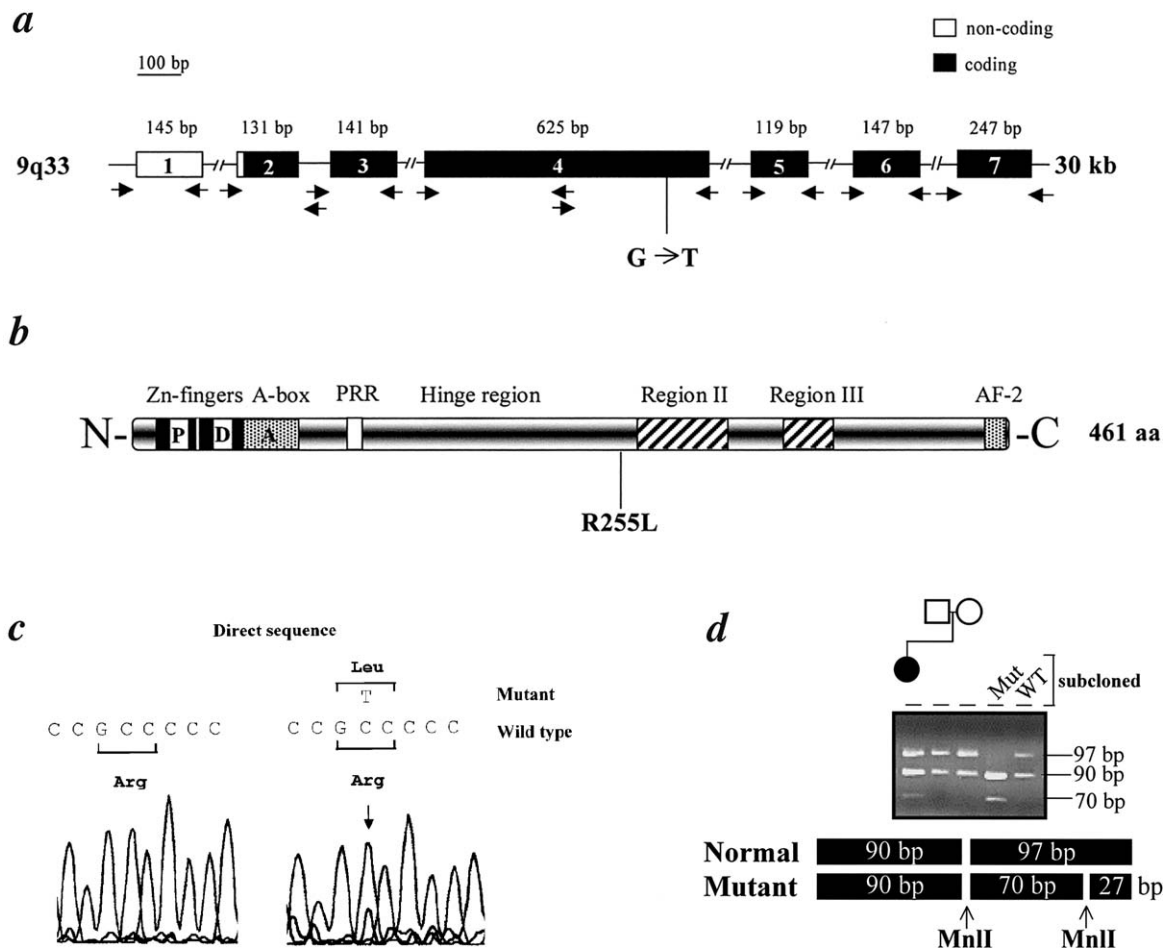 a
non-coding
coding
100 bp
145 bp 131 bp 141 bp 625 bp 119 bp 147 bp 247 bp
9q33 1 2 3 4 5 6 7 30 kb
G → T
b
Zn-fingers A-box PRR Hinge region Region II Region III AF-2
N- P D A -C 461 aa
R255L
c
Direct sequence
Leu
T Mutant
C C G C C C C C C C G C C C C C Wild type
Arg Arg
d
Mut WT subcloned
97 bp
90 bp
70 bp
Normal 90 bp 97 bp
Mutant 90 bp 70 bp 27 bp
MnlI MnlI